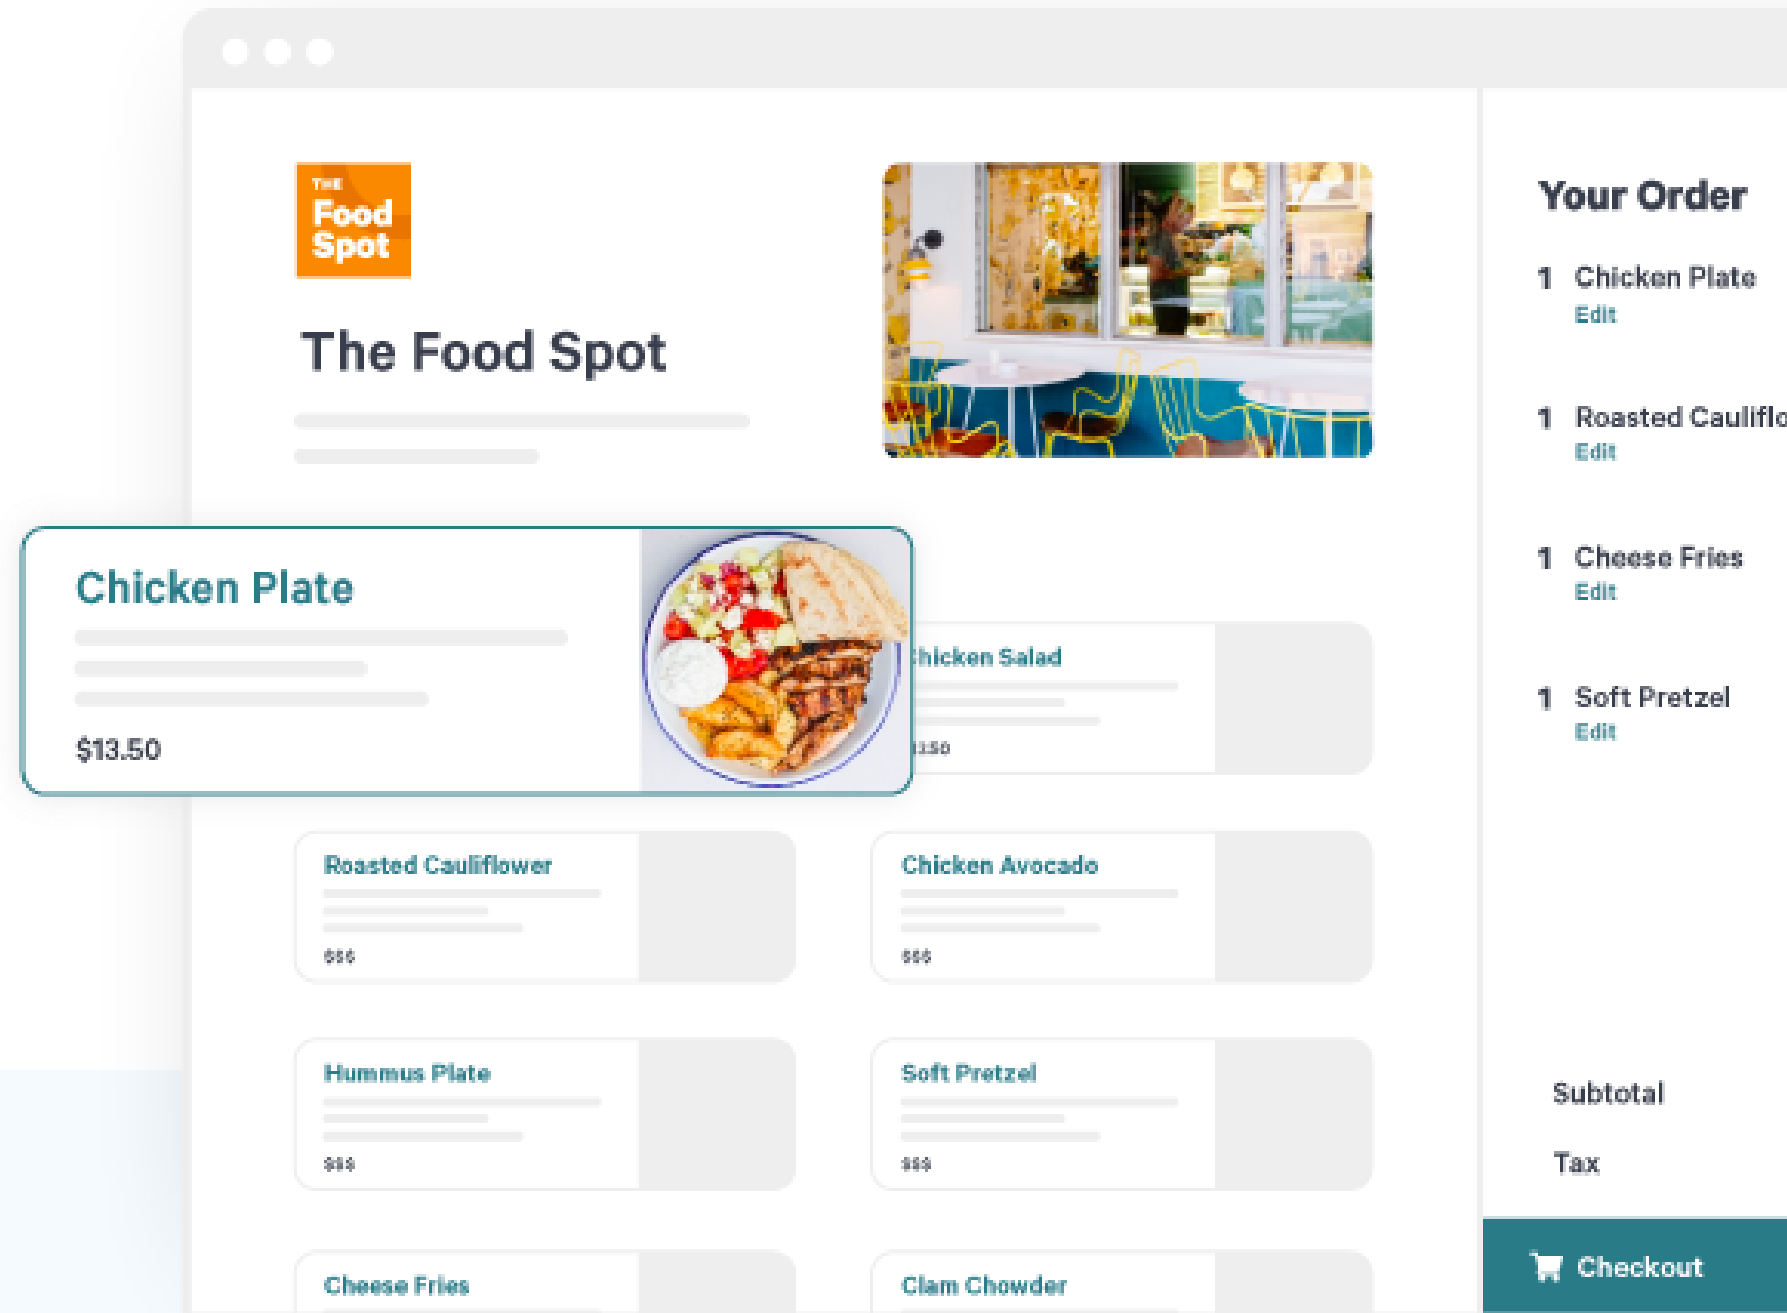 THE
Food
Spot
The Food Spot
Chicken Plate
$13.50
hicken Salad
Roasted Cauliflower
$$$
Chicken Avocado
$$$
Hummus Plate
$$$
Soft Pretzel
$$$
Cheese Fries
Clam Chowder
Your Order
1 Chicken Plate
Edit
1 Roasted Cauliflo
Edit
1 Cheese Fries
Edit
1 Soft Pretzel
Edit
Subtotal
Tax
Checkout